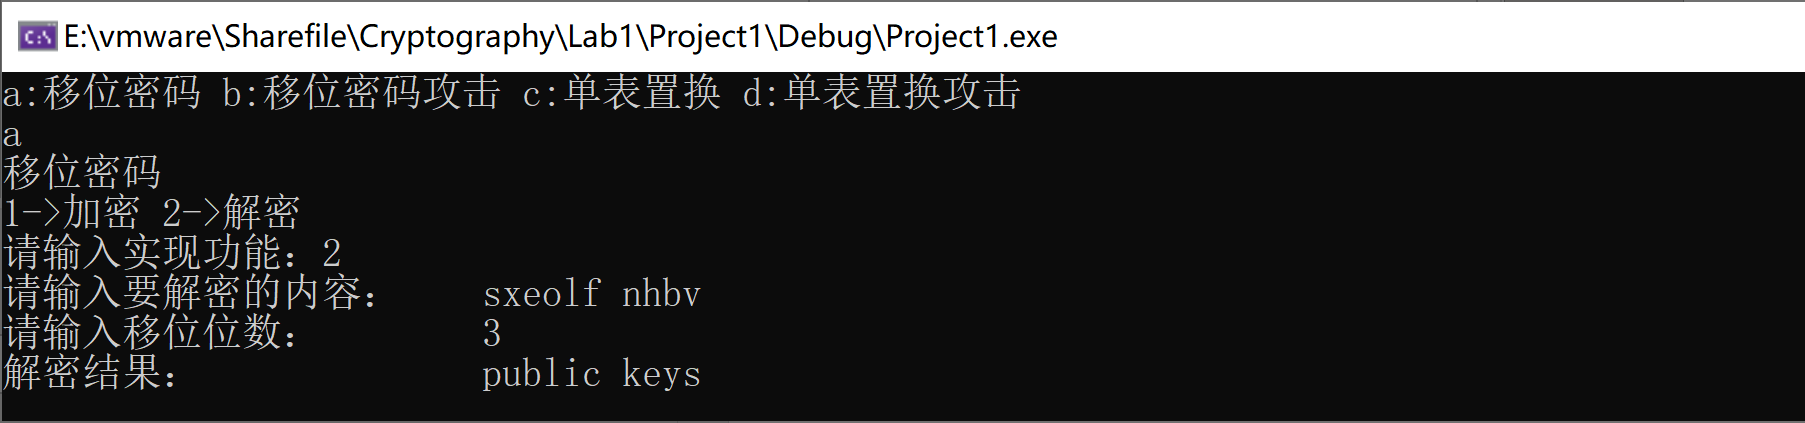 E:\vmware\Sharefile\Cryptography\Lab1\Project1\Debug\Project1.exe
a:移位密码 b:移位密码攻击 c:单表置换 d:单表置换攻击
a
移位密码
1->加密 2->解密
请输入实现功能：2
请输入要解密的内容： sxeolf nhbv
请输入移位位数： 3
解密结果： public keys